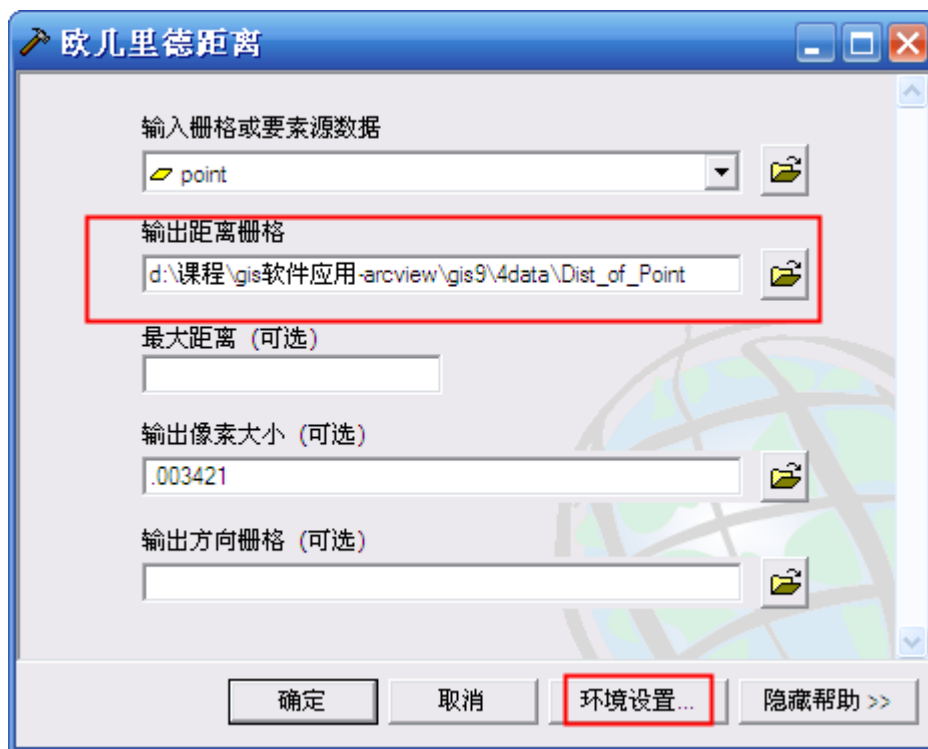 欧几里德距离
输入栅格或要素源数据
point
输出距离栅格
d:\课程\gis软件应用-arcview\gis9\4data\Dist_of_Point
最大距离 (可选)
输出像素大小 (可选)
.003421
输出方向栅格 (可选)
确定 取消 环境设置... 隐藏帮助 >>